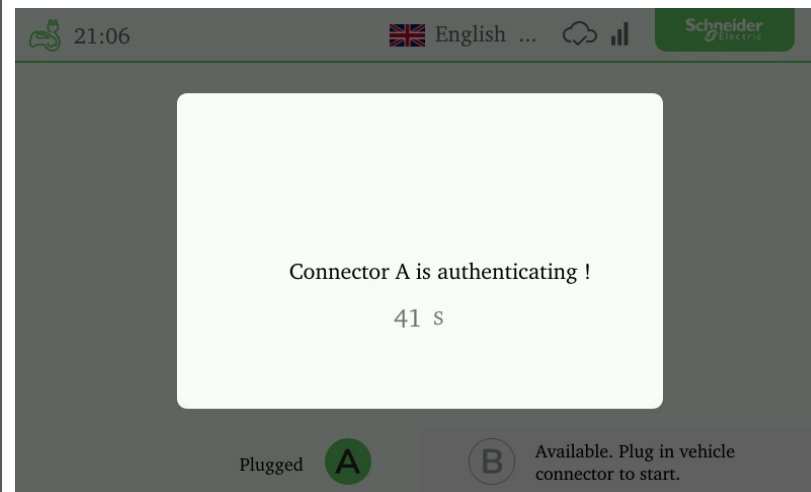 21:06
English ...
Schneider
Electric
Connector A is authenticating !
41 s
Plugged
A
B
Available. Plug in vehicle
connector to start.